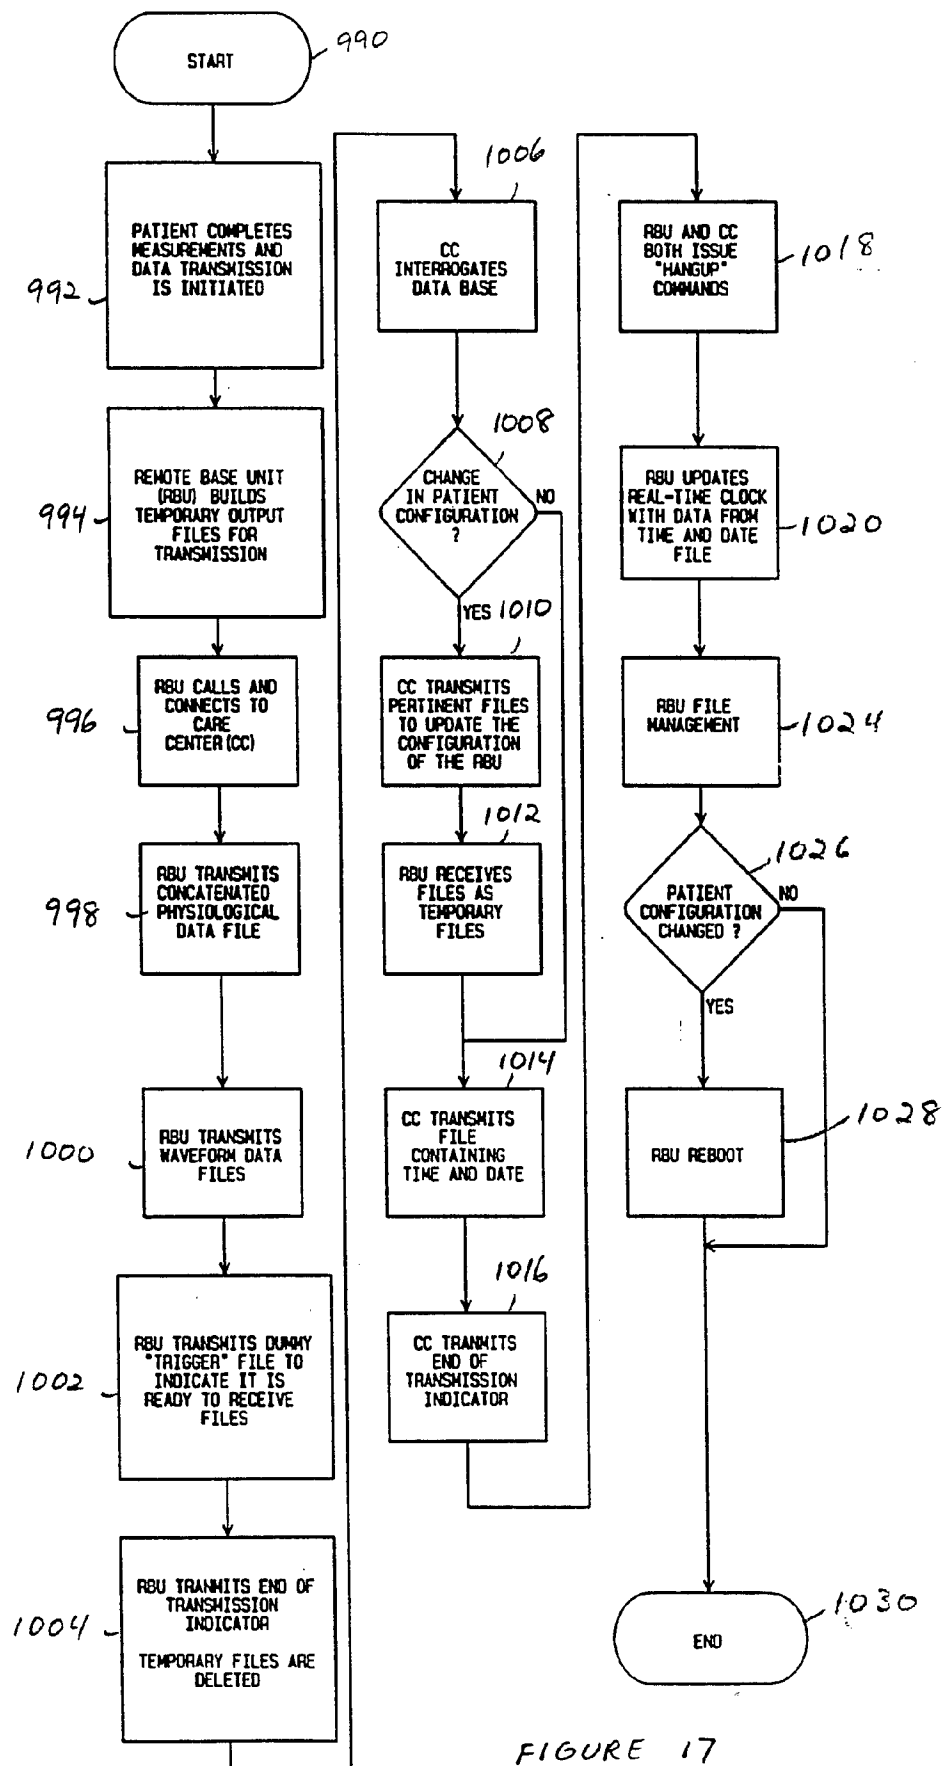 START
990
PATIENT COMPLETES
MEASUREMENTS AND
DATA TRANSMISSION
IS INITIATED
992
REMOTE BASE UNIT
(RBU) BUILDS
TEMPORARY OUTPUT
FILES FOR
TRANSMISSION
994
RBU CALLS AND
CONNECTS TO
CARE
CENTER(CC)
996
RBU TRANSMITS
CONCATENATED
PHYSIOLOGICAL
DATA FILE
998
RBU TRANSMITS
WAVEFORM DATA
FILES
1000
RBU TRANSMITS DUMMY
"TRIGGER" FILE TO
INDICATE IT IS
READY TO RECEIVE
FILES
1002
RBU TRANMITS END OF
TRANSMISSION
INDICATOR
TEMPORARY FILES ARE
DELETED
1004
1006
CC
INTERROGATES
DATA BASE
1008
CHANGE
IN PATIENT
CONFIGURATION
?
NO
YES
1010
CC TRANSMITS
PERTINENT FILES
TO UPDATE THE
CONFIGURATION
OF THE RBU
1012
RBU RECEIVES
FILES AS
TEMPORARY
FILES
1014
CC TRANSMITS
FILE
CONTAINING
TIME AND DATE
1016
CC TRANMITS
END OF
TRANSMISSION
INDICATOR
RBU AND CC
BOTH ISSUE
"HANGUP"
COMMANDS
1018
RBU UPDATES
REAL-TIME CLOCK
WITH DATA FROM
TIME AND DATE
FILE
1020
RBU FILE
MANAGEMENT
1024
1026
PATIENT
CONFIGURATION
CHANGED ?
NO
YES
RBU REBOOT
1028
END
1030
FIGURE 17